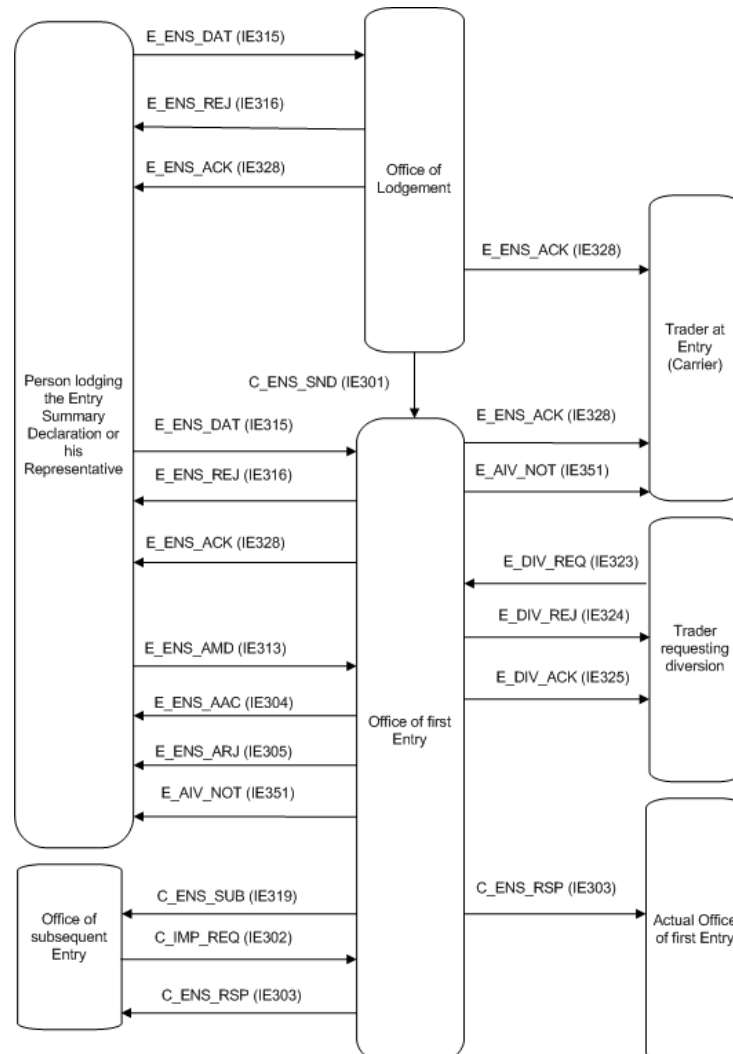 E_ENS_DAT (IE315)
E_ENS_REJ (IE316)
E_ENS_ACK (IE328)
Office of
Lodgement
E_ENS_ACK (IE328)
Trader at
Entry
(Carrier)
C_ENS_SND (IE301)
Person lodging
the Entry
Summary
Declaration or
his
Representative
E_ENS_DAT (IE315)
E_ENS_REJ (IE316)
E_ENS_ACK (IE328)
E_ENS_ACK (IE328)
E_AIV_NOT (IE351)
E_DIV_REQ (IE323)
E_DIV_REJ (IE324)
E_DIV_ACK (IE325)
Trader
requesting
diversion
E_ENS_AMD (IE313)
E_ENS_AAC (IE304)
E_ENS_ARJ (IE305)
E_AIV_NOT (IE351)
Office of first
Entry
C_ENS_SUB (IE319)
C_IMP_REQ (IE302)
C_ENS_RSP (IE303)
Office of
subsequent
Entry
C_ENS_RSP (IE303)
Actual Office
of first Entry